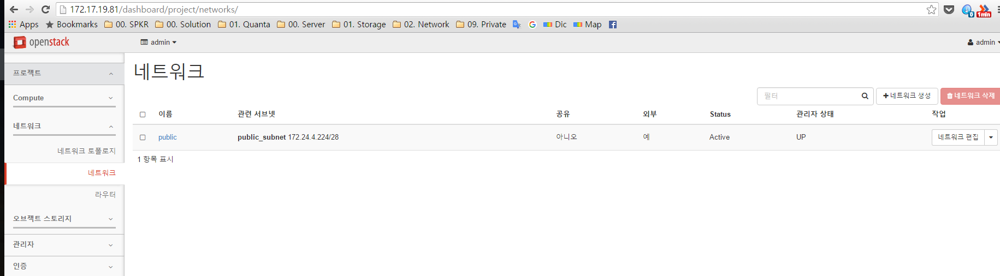 172.17.19.81/dashboard/project/networks/
Apps Bookmarks 00. SPKR 00. Solution 01. Quanta 00. Server 01. Storage 02. Network 09. Private Dic Map
openstack admin admin
프로젝트
네트워크
Compute
필터 네트워크 생성 네트워크 삭제
이름 관련 서브넷 공유 외부 Status 관리자 상태 작업
네트워크
public public_subnet 172.24.4.224/28 아니오 예 Active UP 네트워크 편집
네트워크 토폴로지
1 항목 표시
네트워크
라우터
오브젝트 스토리지
관리자
인증
0
1min